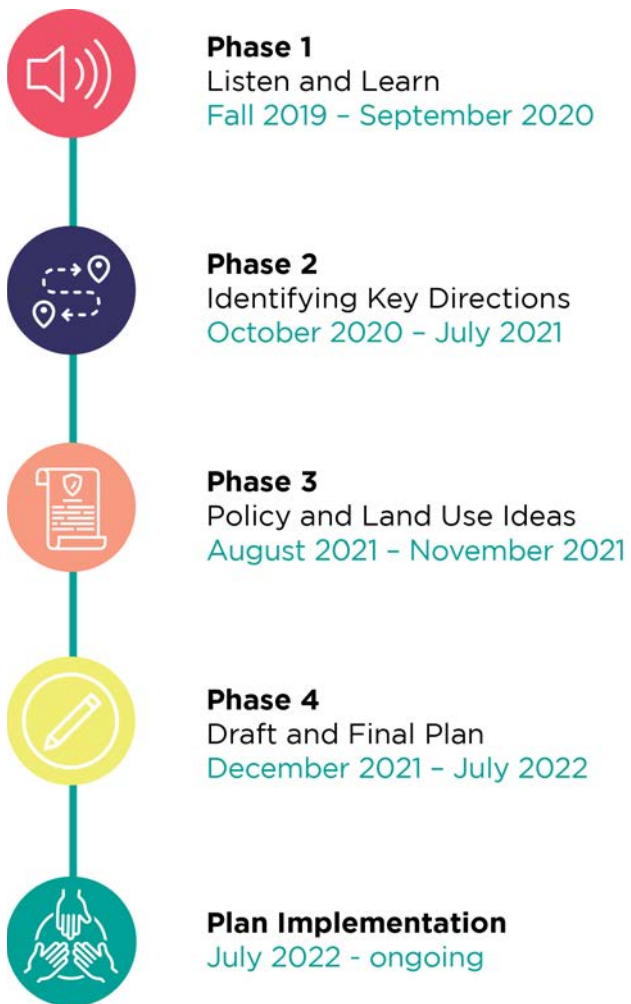 Phase 1
Listen and Learn
Fall 2019 – September 2020
Phase 2
Identifying Key Directions
October 2020 – July 2021
Phase 3
Policy and Land Use Ideas
August 2021 – November 2021
Phase 4
Draft and Final Plan
December 2021 – July 2022
Plan Implementation
July 2022 - ongoing